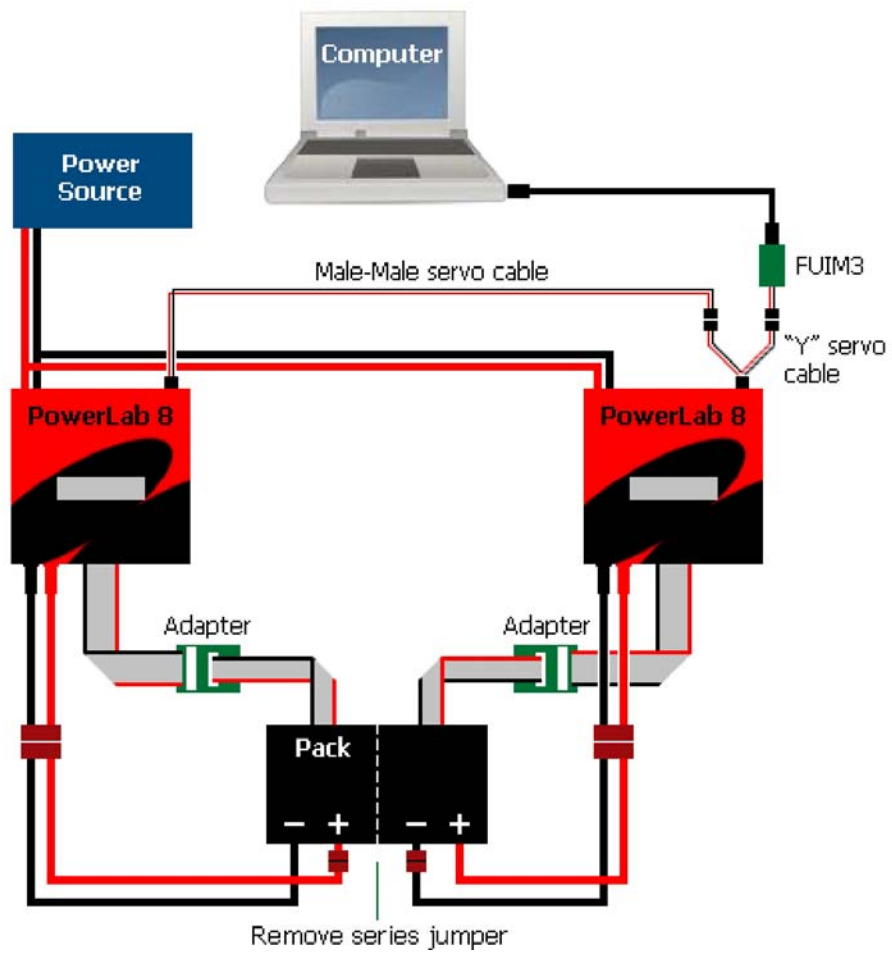 Computer
Power
Source
Male-Male servo cable
FUIM3
"Y" servo
cable
PowerLab 8
PowerLab 8
Adapter
Adapter
Pack
− +
− +
Remove series jumper